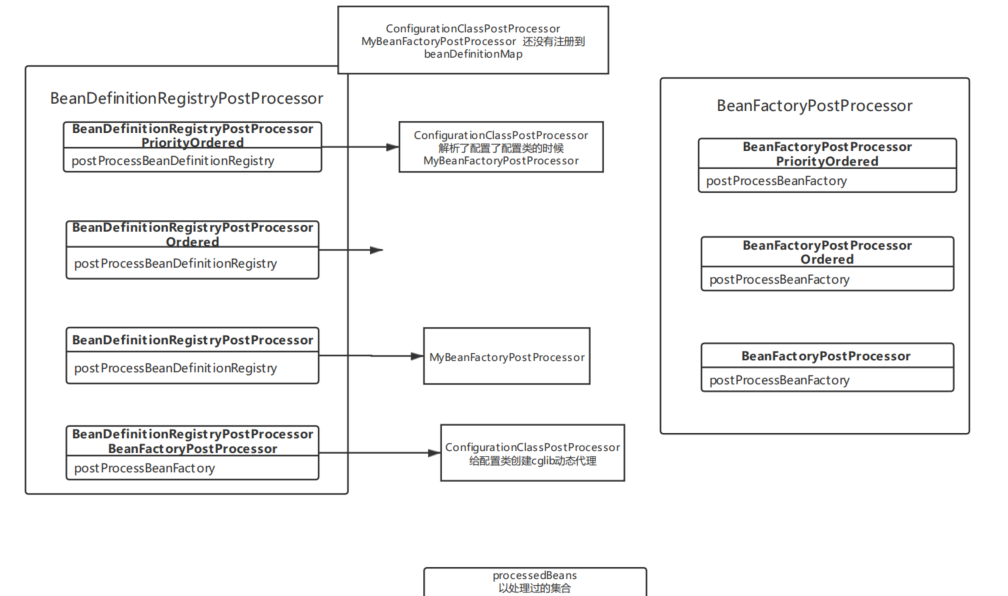 ConfigurationClassPostProcessor
MyBeanFactoryPostProcessor 还没有注册到
beanDefinitionMap
BeanDefinitionRegistryPostProcessor
BeanDefinitionRegistryPostProcessor
PriorityOrdered
postProcessBeanDefinitionRegistry
ConfigurationClassPostProcessor
解析了配置了配置类的时候
MyBeanFactoryPostProcessor
BeanDefinitionRegistryPostProcessor
Ordered
postProcessBeanDefinitionRegistry
BeanDefinitionRegistryPostProcessor
postProcessBeanDefinitionRegistry
MyBeanFactoryPostProcessor
BeanDefinitionRegistryPostProcessor
BeanFactoryPostProcessor
postProcessBeanFactory
ConfigurationClassPostProcessor
给配置类创建cglib动态代理
BeanFactoryPostProcessor
BeanFactoryPostProcessor
PriorityOrdered
postProcessBeanFactory
BeanFactoryPostProcessor
Ordered
postProcessBeanFactory
BeanFactoryPostProcessor
postProcessBeanFactory
processedBeans
以处理过的集合